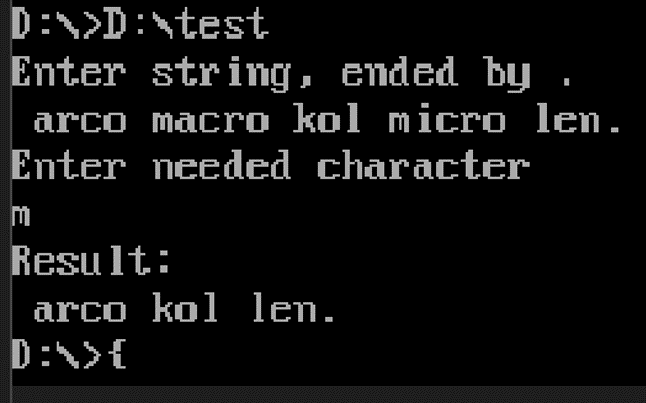 D:\>D:\test
Enter string, ended by .
 arco macro kol micro len.
Enter needed character
m
Result:
 arco kol len.
D:\>{